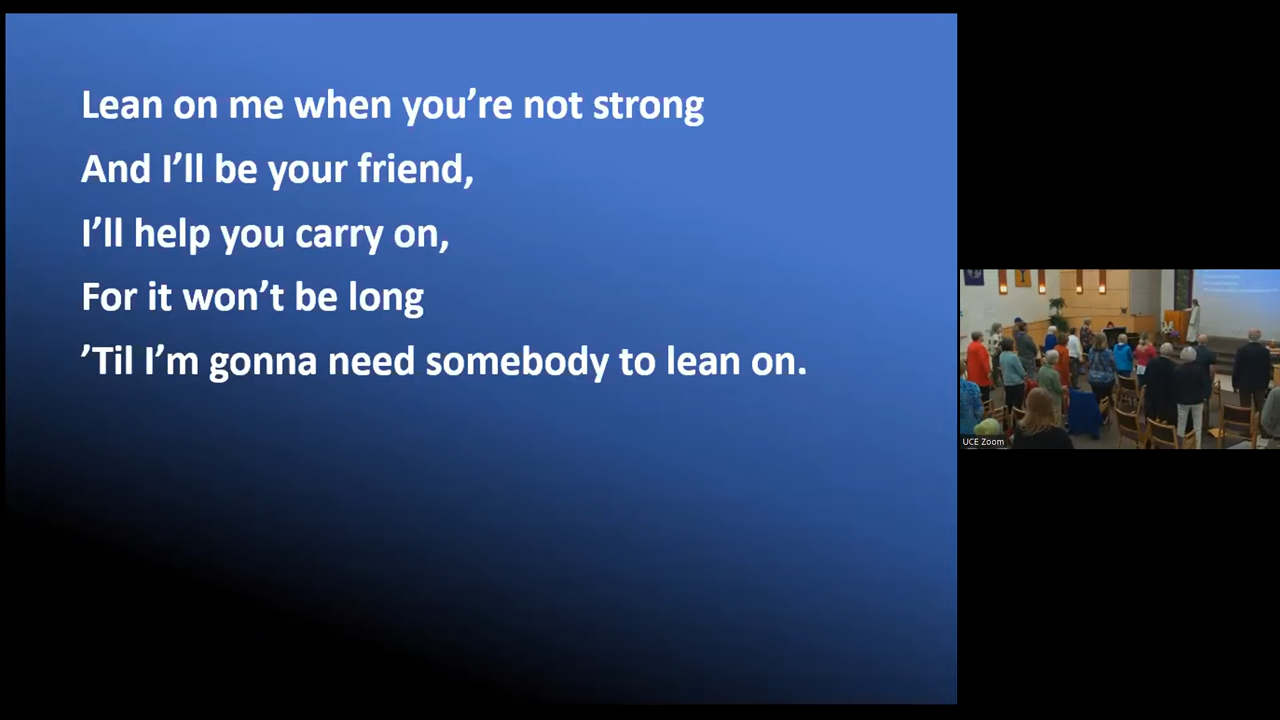 Lean on me when you’re not strong
And I’ll be your friend,
I’ll help you carry on,
For it won’t be long
’Til I’m gonna need somebody to lean on.
UCE Zoom